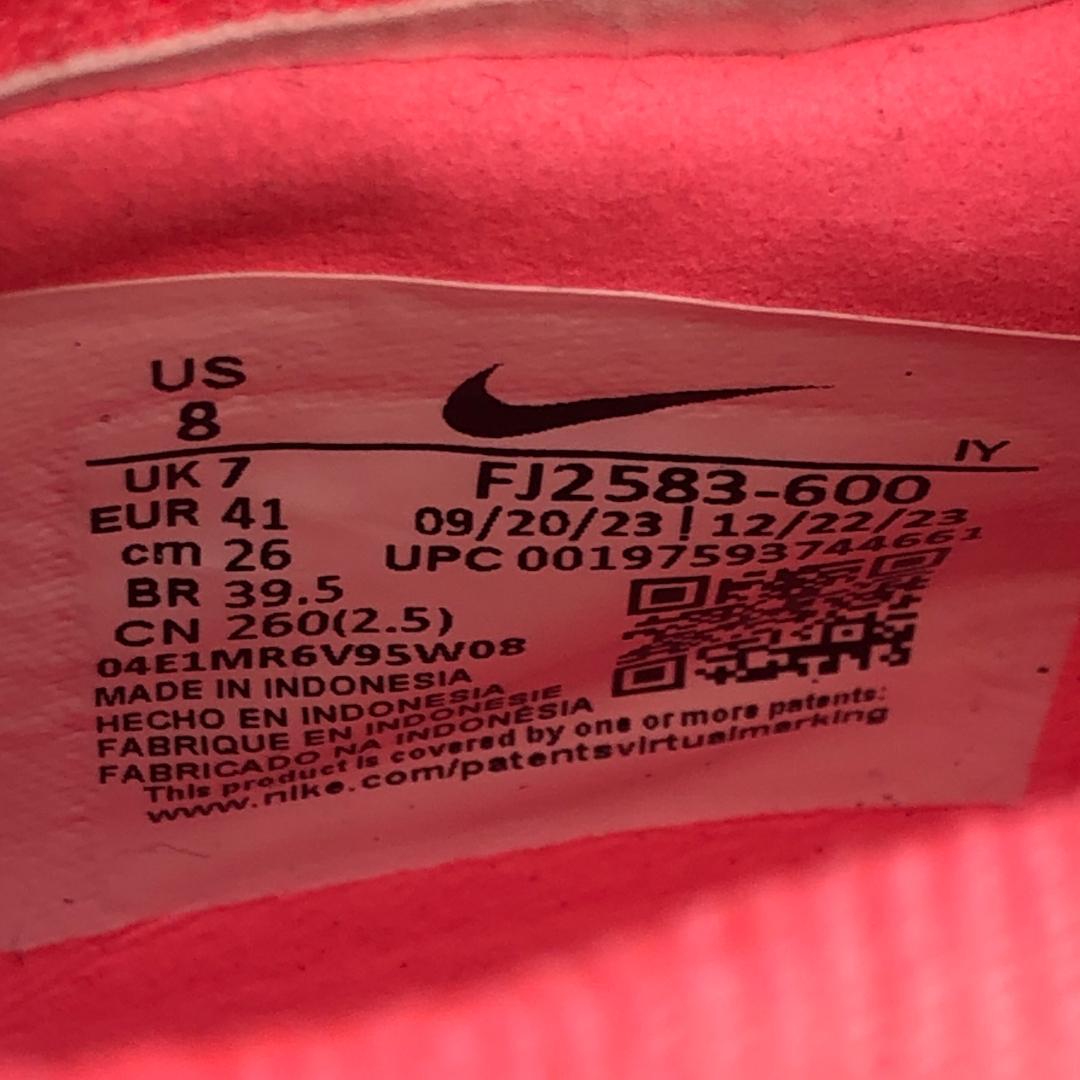 US
8
IY
UK 7
FJ2583-600
EUR 41
09/20/23 | 12/22/23
cm 26
UPC 00197593744661
BR 39.5
CN 260(2.5)
04E1MR6V95W08
MADE IN INDONESIA
HECHO EN INDONESIA
FABRIQUE EN INDONESIE
FABRICADO NA INDONÉSIA
This product is covered by one or more patents:
www.nike.com/patentsvirtualmarking